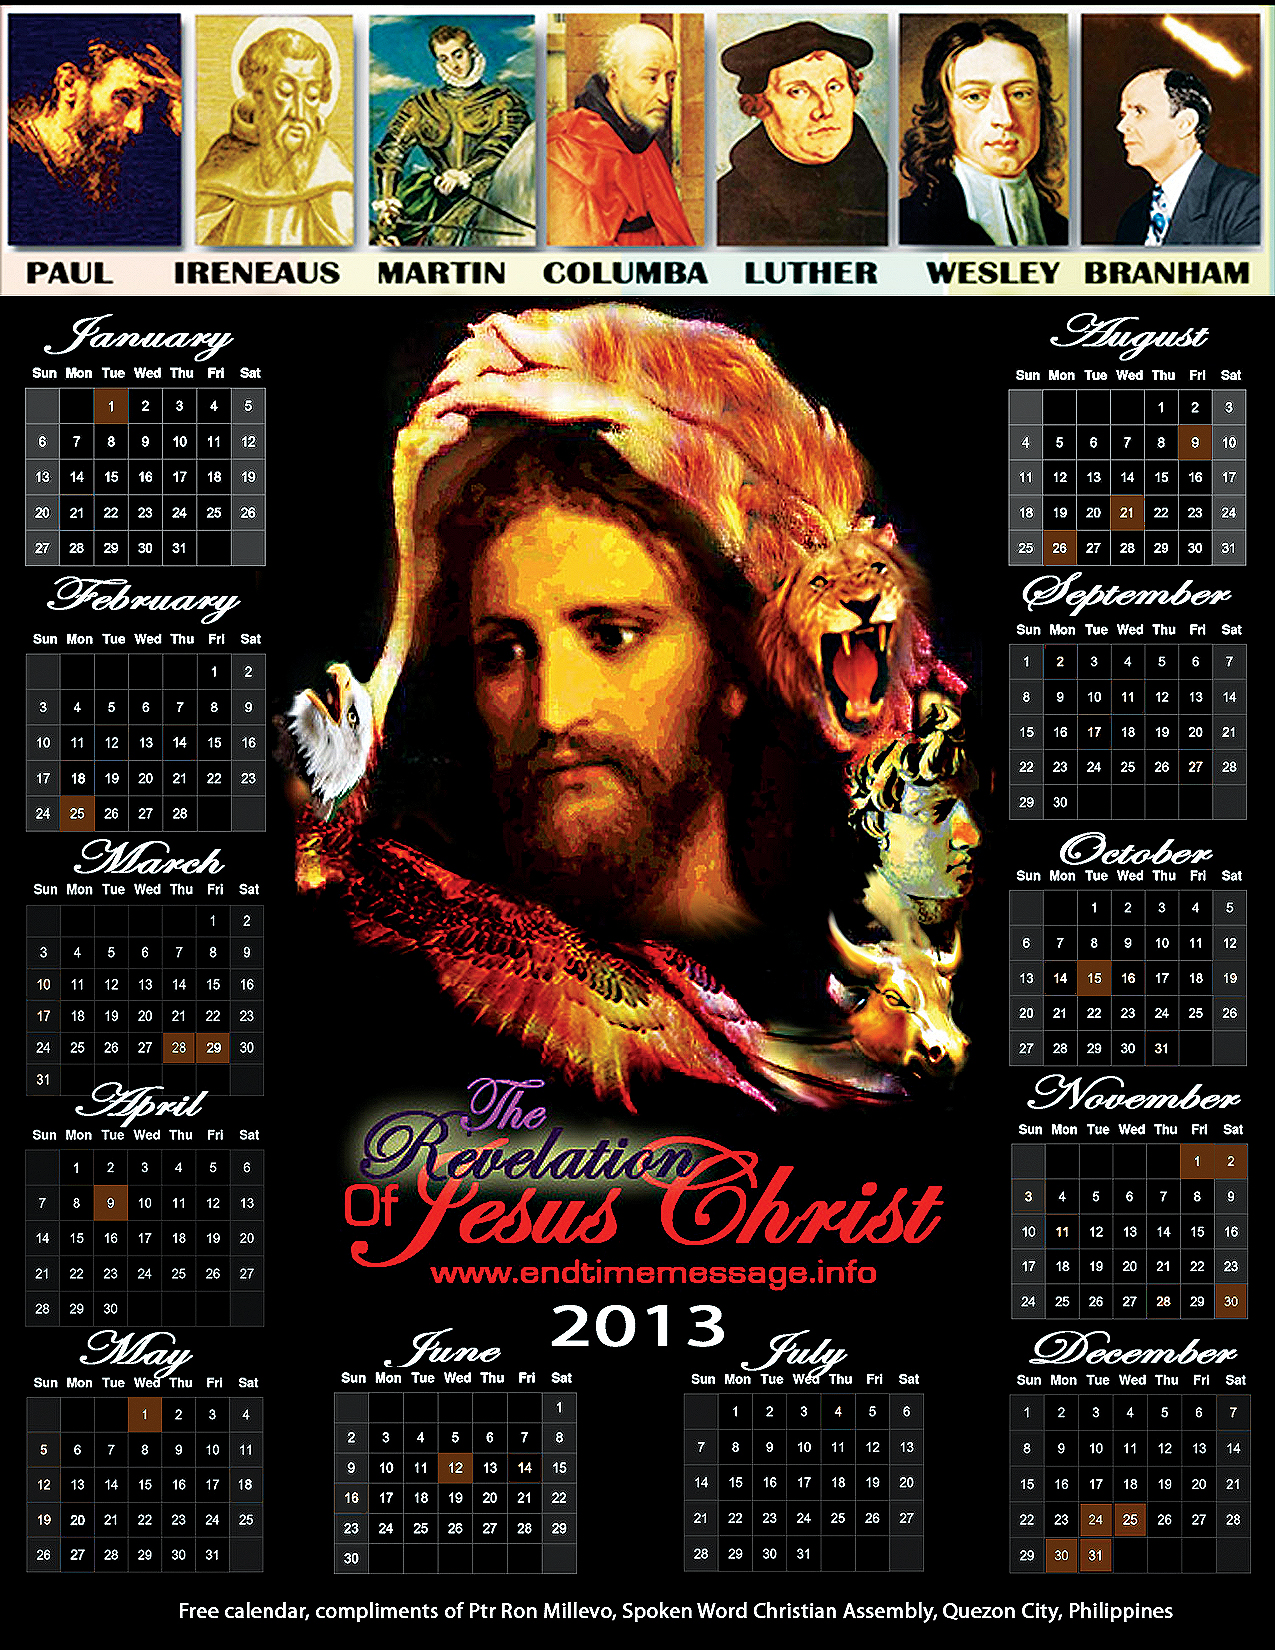 PAUL IRENEAUS MARTIN COLUMBA LUTHER WESLEY BRANHAM
January
Sun Mon Tue Wed Thu Fri Sat
1 2 3 4 5
6 7 8 9 10 11 12
13 14 15 16 17 18 19
20 21 22 23 24 25 26
27 28 29 30 31
February
Sun Mon Tue Wed Thu Fri Sat
1 2
3 4 5 6 7 8 9
10 11 12 13 14 15 16
17 18 19 20 21 22 23
24 25 26 27 28
March
Sun Mon Tue Wed Thu Fri Sat
1 2
3 4 5 6 7 8 9
10 11 12 13 14 15 16
17 18 19 20 21 22 23
24 25 26 27 28 29 30
31
April
Sun Mon Tue Wed Thu Fri Sat
1 2 3 4 5 6
7 8 9 10 11 12 13
14 15 16 17 18 19 20
21 22 23 24 25 26 27
28 29 30
May
Sun Mon Tue Wed Thu Fri Sat
1 2 3 4
5 6 7 8 9 10 11
12 13 14 15 16 17 18
19 20 21 22 23 24 25
26 27 28 29 30 31
The
Revelation
Of Jesus Christ
www.endtimemessage.info
2013
June
Sun Mon Tue Wed Thu Fri Sat
1
2 3 4 5 6 7 8
9 10 11 12 13 14 15
16 17 18 19 20 21 22
23 24 25 26 27 28 29
30
July
Sun Mon Tue Wed Thu Fri Sat
1 2 3 4 5 6
7 8 9 10 11 12 13
14 15 16 17 18 19 20
21 22 23 24 25 26 27
28 29 30 31
August
Sun Mon Tue Wed Thu Fri Sat
1 2 3
4 5 6 7 8 9 10
11 12 13 14 15 16 17
18 19 20 21 22 23 24
25 26 27 28 29 30 31
September
Sun Mon Tue Wed Thu Fri Sat
1 2 3 4 5 6 7
8 9 10 11 12 13 14
15 16 17 18 19 20 21
22 23 24 25 26 27 28
29 30
October
Sun Mon Tue Wed Thu Fri Sat
1 2 3 4 5
6 7 8 9 10 11 12
13 14 15 16 17 18 19
20 21 22 23 24 25 26
27 28 29 30 31
November
Sun Mon Tue Wed Thu Fri Sat
1 2
3 4 5 6 7 8 9
10 11 12 13 14 15 16
17 18 19 20 21 22 23
24 25 26 27 28 29 30
December
Sun Mon Tue Wed Thu Fri Sat
1 2 3 4 5 6 7
8 9 10 11 12 13 14
15 16 17 18 19 20 21
22 23 24 25 26 27 28
29 30 31
Free calendar, compliments of Ptr Ron Millevo, Spoken Word Christian Assembly, Quezon City, Philippines